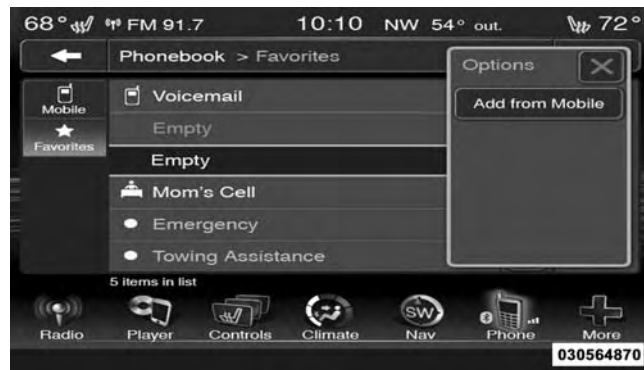 68° FM 91.7 10:10 NW 54° out. 72°
Phonebook > Favorites
Options
Mobile
Voicemail
Add from Mobile
Empty
Favorites
Empty
Mom's Cell
Emergency
Towing Assistance
5 items in list
SW
Radio Player Controls Climate Nav Phone More
030564870